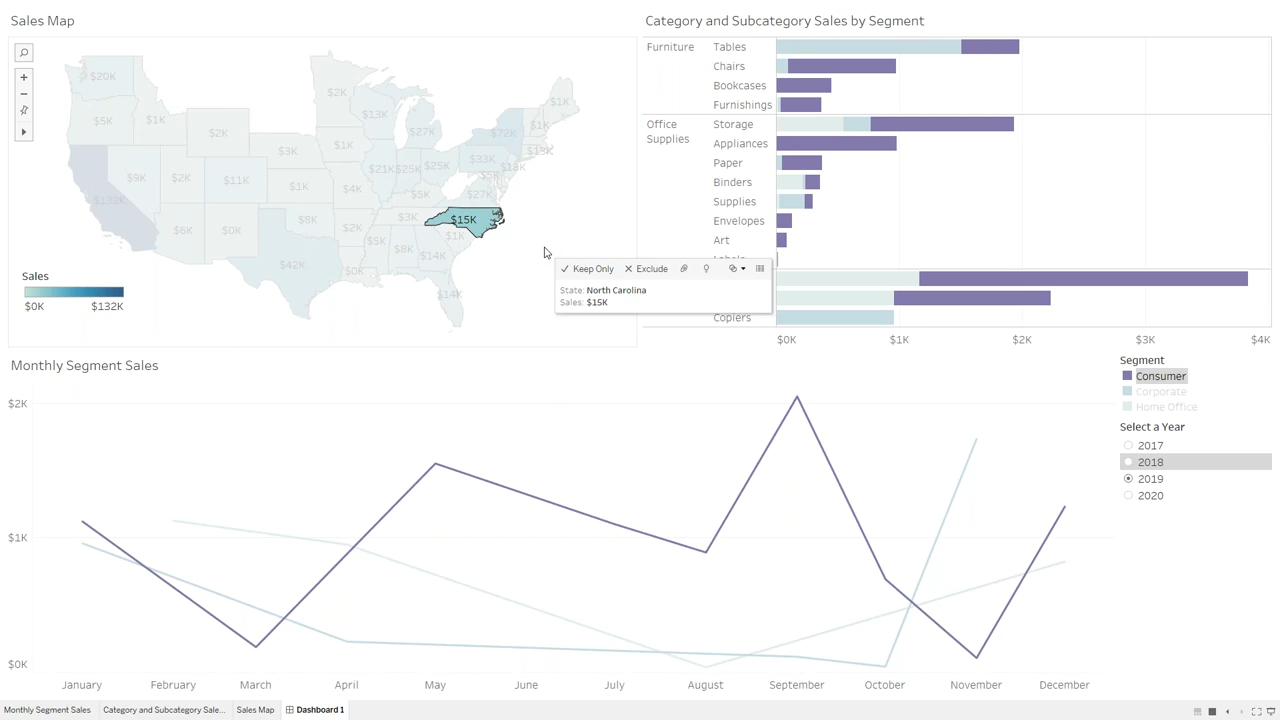 Sales Map
$20K
$5K
$1K
$2K
$9K
$2K
$11K
$132K
$6K
$0K
$3K
$1K
$8K
$42K
$2K
$1K
$4K
$2K
$0K
$13K
$21K
$25K
$27K
$25K
$5K
$3K
$5K
$8K
$14K
$14K
$1K
$15K
$27K
$33K
$72K
$18K
$13K
$1K
$1K
Sales
$0K $132K
Keep Only Exclude
State: North Carolina
Sales: $15K
Category and Subcategory Sales by Segment
Furniture Tables
Chairs
Bookcases
Furnishings
Office Supplies Storage
Appliances
Paper
Binders
Supplies
Envelopes
Art
Copiers
$0K $1K $2K $3K $4K
Monthly Segment Sales
$2K
$1K
$0K
January February March April May June July August September October November December
Segment
Consumer
Corporate
Home Office
Select a Year
2017
2018
2019
2020
Monthly Segment Sales Category and Subcategory Sale... Sales Map Dashboard 1